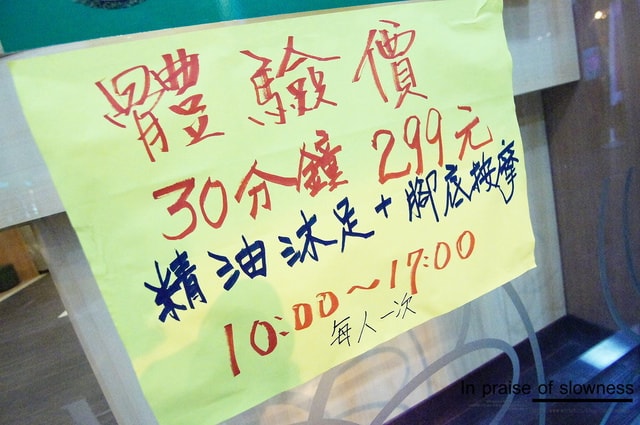 體驗價
30分鐘 299元
精油沐足+腳底按摩
10:00~17:00
每人一次
In praise of slowness